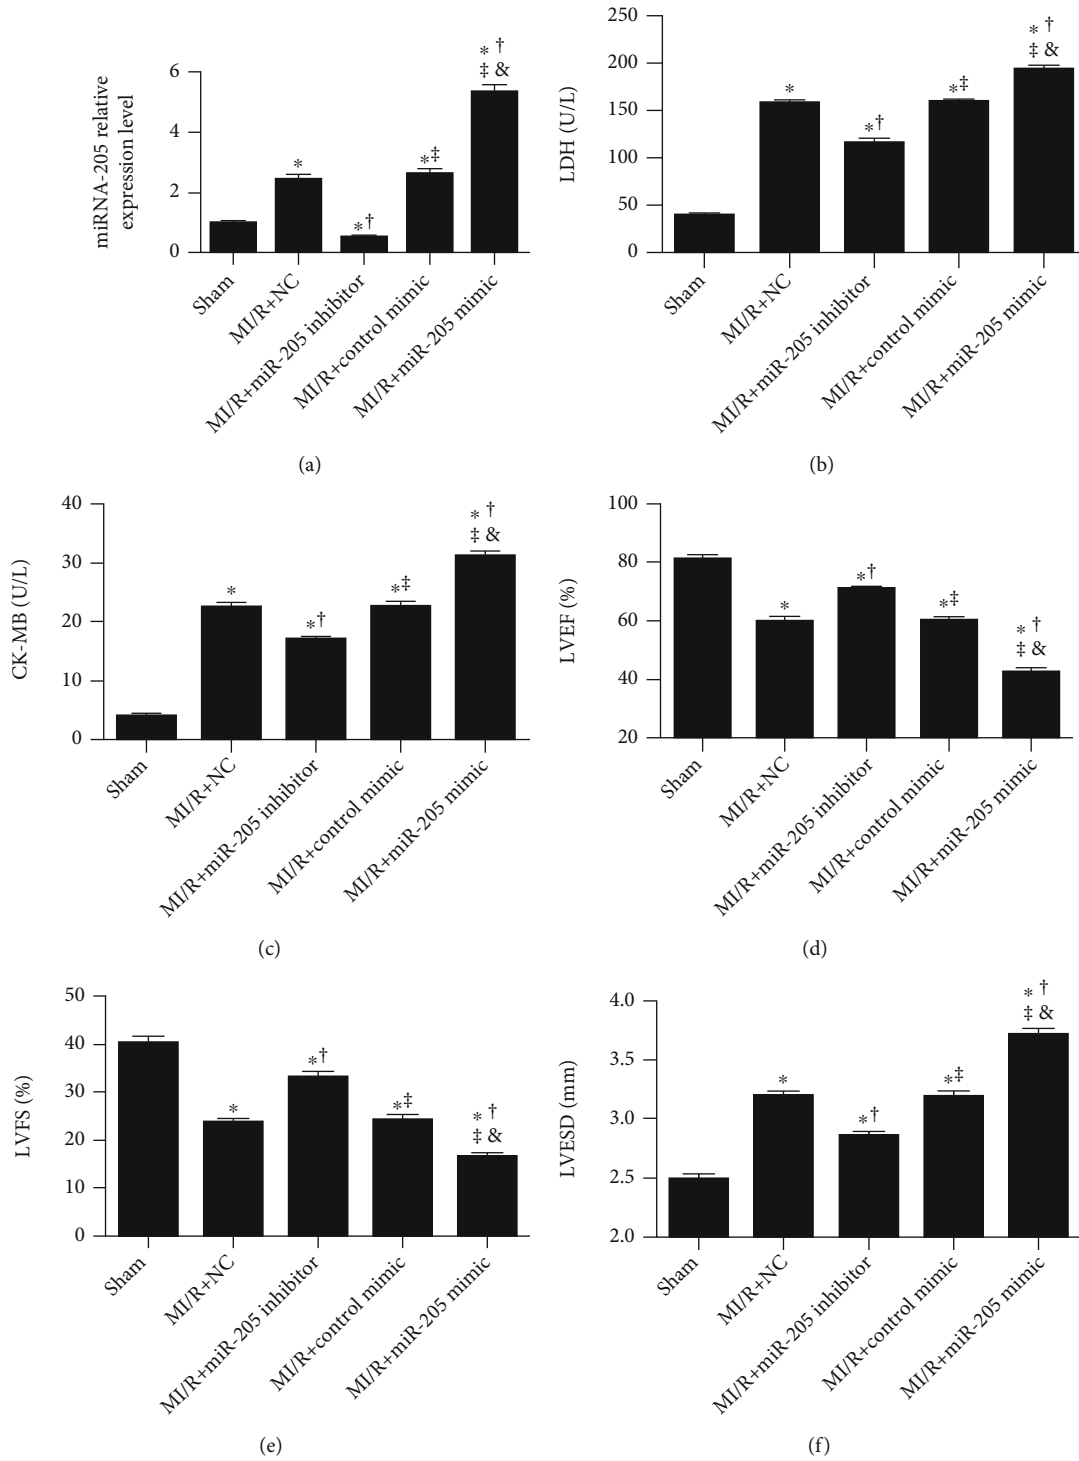 miRNA-205 relative
expression level
6
4
2
0
*
*†
*‡
* †
‡ &
Sham
MI/R+NC
MI/R+miR-205 inhibitor
MI/R+control mimic
MI/R+miR-205 mimic
(a)
LDH (U/L)
250
200
150
100
50
0
*
*†
*‡
* †
‡ &
Sham
MI/R+NC
MI/R+miR-205 inhibitor
MI/R+control mimic
MI/R+miR-205 mimic
(b)
CK-MB (U/L)
40
30
20
10
0
*
*†
*‡
* †
‡ &
Sham
MI/R+NC
MI/R+miR-205 inhibitor
MI/R+control mimic
MI/R+miR-205 mimic
(c)
LVEF (%)
100
80
60
40
20
*
*†
*‡
* †
‡ &
Sham
MI/R+NC
MI/R+miR-205 inhibitor
MI/R+control mimic
MI/R+miR-205 mimic
(d)
LVFS (%)
50
40
30
20
10
0
*
*†
*‡
* †
‡ &
Sham
MI/R+NC
MI/R+miR-205 inhibitor
MI/R+control mimic
MI/R+miR-205 mimic
(e)
LVESD (mm)
4.0
3.5
3.0
2.5
2.0
*
*†
*‡
* †
‡ &
Sham
MI/R+NC
MI/R+miR-205 inhibitor
MI/R+control mimic
MI/R+miR-205 mimic
(f)